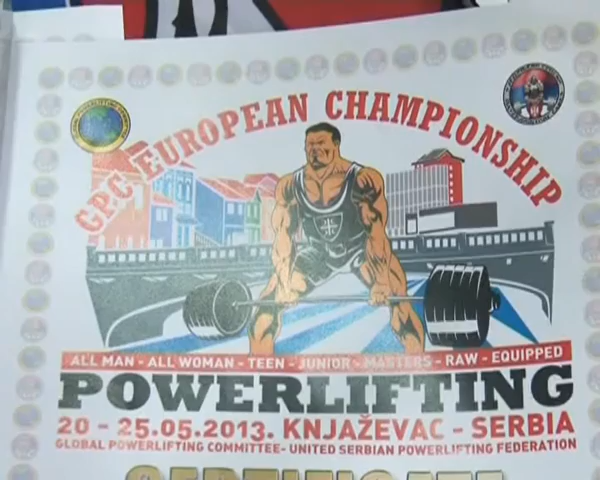 GPC EUROPEAN CHAMPIONSHIP
ALL MAN - ALL WOMAN - TEEN - JUNIOR - MASTERS - RAW - EQUIPPED
POWERLIFTING
20 - 25.05.2013. KNJAŽEVAC - SERBIA
GLOBAL POWERLIFTING COMMITTEE- UNITED SERBIAN POWERLIFTING FEDERATION
CERTIFICATE